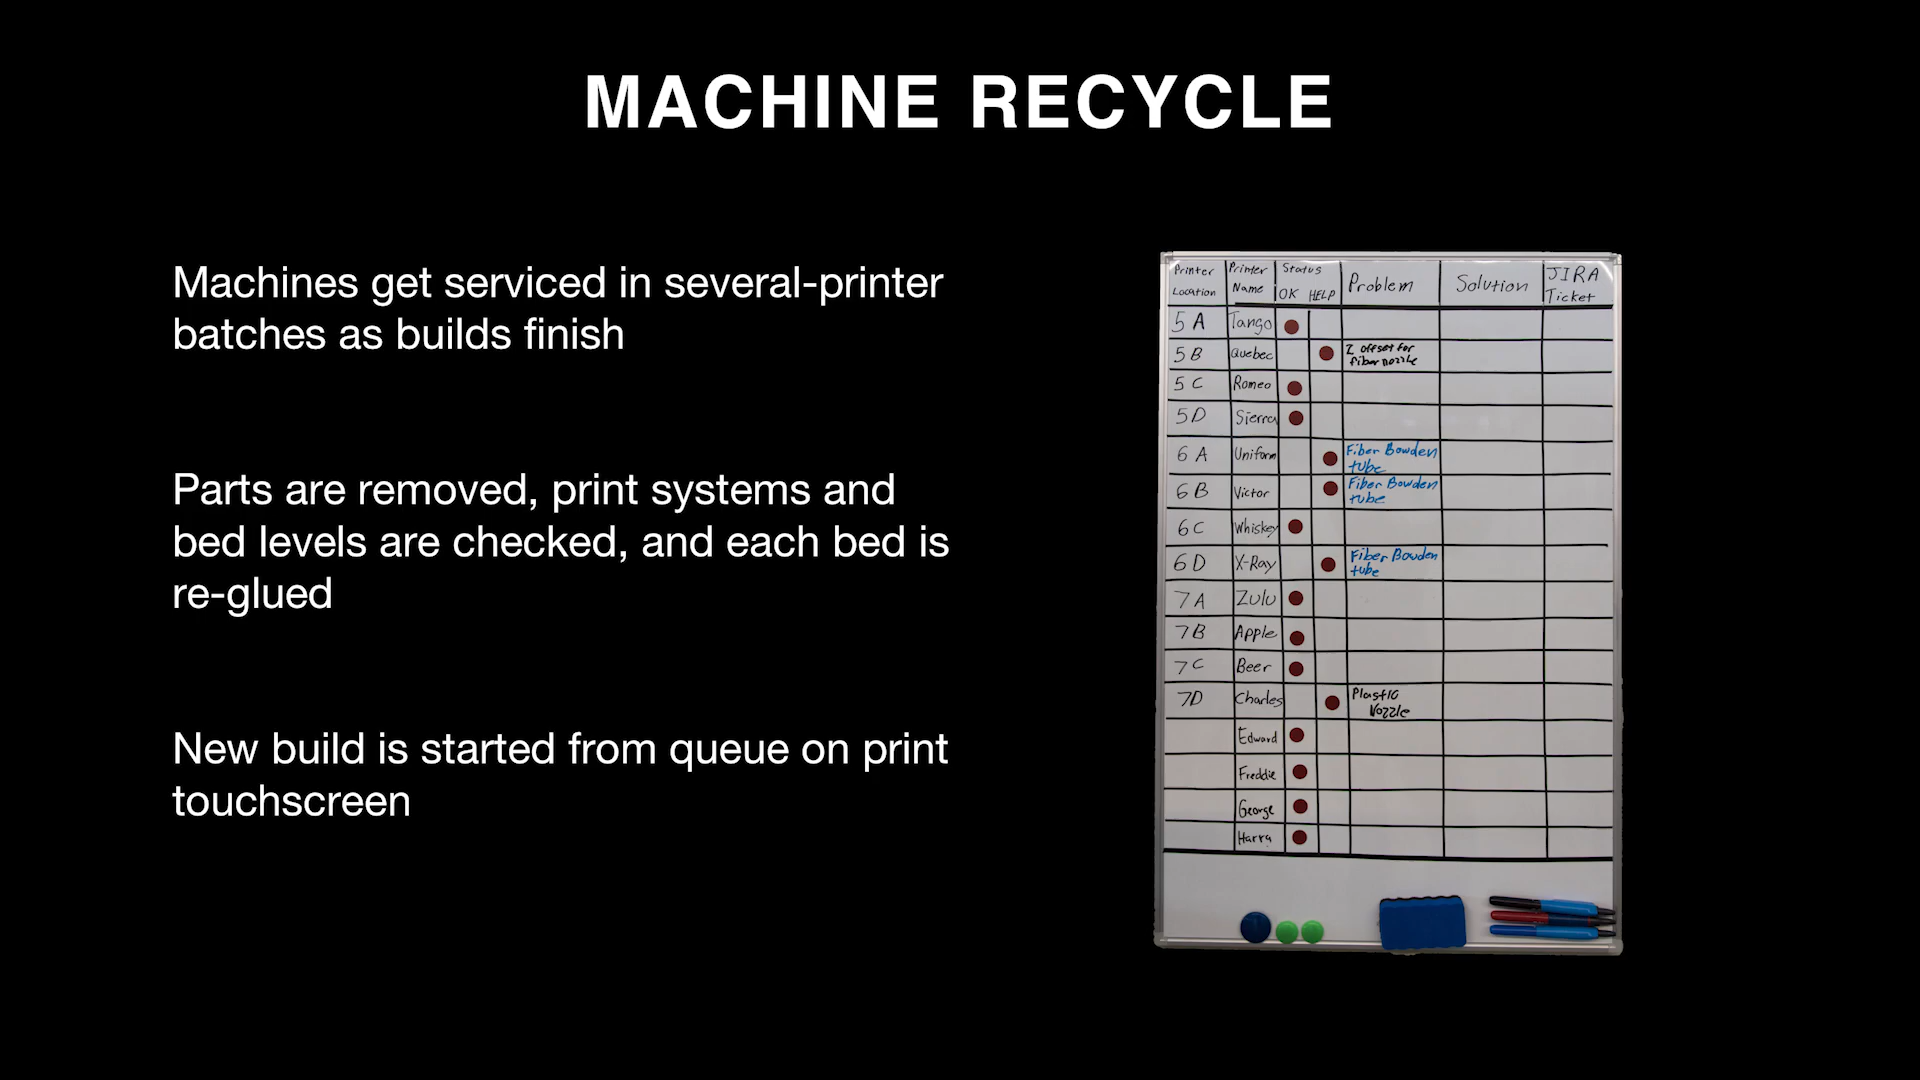 MACHINE RECYCLE
Machines get serviced in several-printer
batches as builds finish
Parts are removed, print systems and
bed levels are checked, and each bed is
re-glued
New build is started from queue on print
touchscreen
Printer Location Printer Name Status OK HELP Problem Solution JIRA Ticket
5A Tango
5B Quebec Z offset for
fiber nozzle
5C Romeo
5D Sierra
6A Uniform Fiber Bowden
tube
6B Victor Fiber Bowden
tube
6C Whiskey
6D X-Ray Fiber Bowden
tube
7A Zulu
7B Apple
7C Beer
7D Charles Plastic
Nozzle
Edward
Freddie
George
Harry